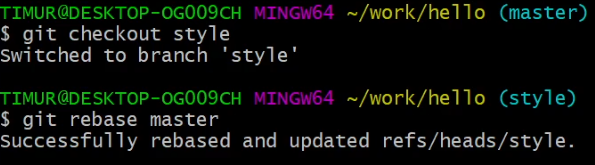 TIMUR@DESKTOP-OG009CH MINGW64 ~/work/hello (master)
$ git checkout style
Switched to branch 'style'
TIMUR@DESKTOP-OG009CH MINGW64 ~/work/hello (style)
$ git rebase master
Successfully rebased and updated refs/heads/style.